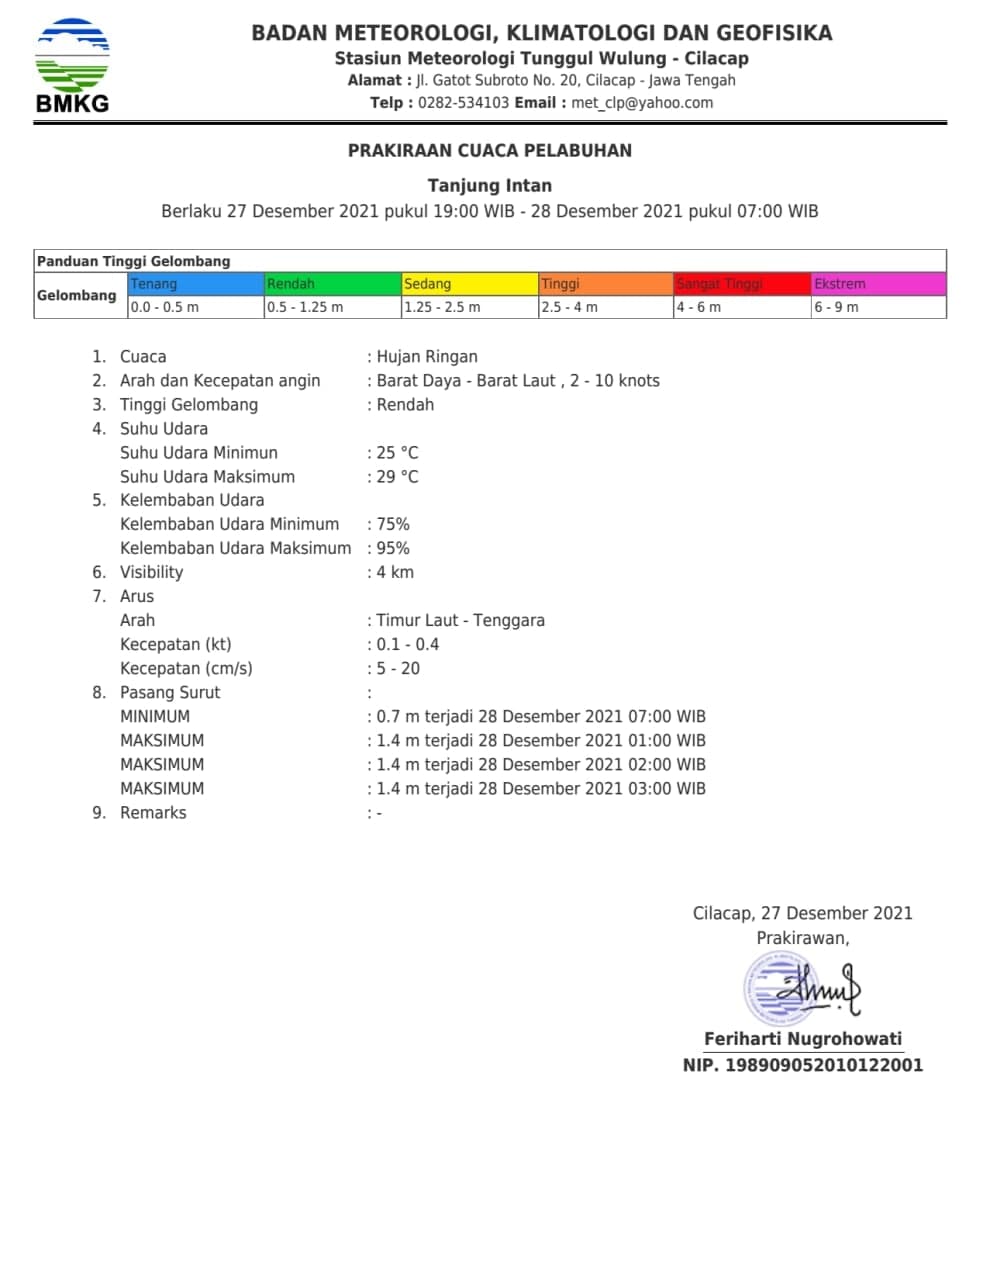 BMKG
BADAN METEOROLOGI, KLIMATOLOGI DAN GEOFISIKA
Stasiun Meteorologi Tunggul Wulung - Cilacap
Alamat : Jl. Gatot Subroto No. 20, Cilacap - Jawa Tengah
Telp : 0282-534103 Email : met_clp@yahoo.com
PRAKIRAAN CUACA PELABUHAN
Tanjung Intan
Berlaku 27 Desember 2021 pukul 19:00 WIB - 28 Desember 2021 pukul 07:00 WIB
Panduan Tinggi Gelombang
Gelombang
Tenang Rendah Sedang Tinggi Sangat Tinggi Ekstrem
0.0 - 0.5 m 0.5 - 1.25 m 1.25 - 2.5 m 2.5 - 4 m 4 - 6 m 6 - 9 m
1. Cuaca : Hujan Ringan
2. Arah dan Kecepatan angin : Barat Daya - Barat Laut , 2 - 10 knots
3. Tinggi Gelombang : Rendah
4. Suhu Udara
Suhu Udara Minimun : 25 °C
Suhu Udara Maksimum : 29 °C
5. Kelembaban Udara
Kelembaban Udara Minimum : 75%
Kelembaban Udara Maksimum : 95%
6. Visibility : 4 km
7. Arus
Arah : Timur Laut - Tenggara
Kecepatan (kt) : 0.1 - 0.4
Kecepatan (cm/s) : 5 - 20
8. Pasang Surut :
MINIMUM : 0.7 m terjadi 28 Desember 2021 07:00 WIB
MAKSIMUM : 1.4 m terjadi 28 Desember 2021 01:00 WIB
MAKSIMUM : 1.4 m terjadi 28 Desember 2021 02:00 WIB
MAKSIMUM : 1.4 m terjadi 28 Desember 2021 03:00 WIB
9. Remarks : -
Cilacap, 27 Desember 2021
Prakirawan,
Feriharti Nugrohowati
NIP. 198909052010122001